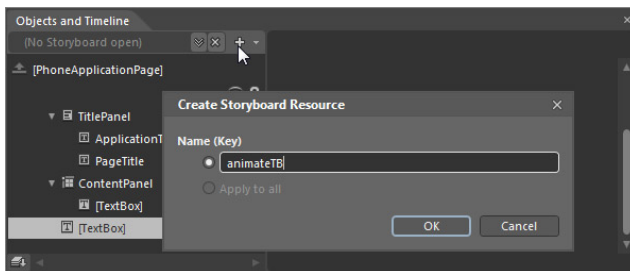 Objects and Timeline
(No Storyboard open)
[PhoneApplicationPage]
TitlePanel
ApplicationT
PageTitle
ContentPanel
[TextBox]
[TextBox]
Create Storyboard Resource
Name (Key)
animateTB
Apply to all
OK Cancel